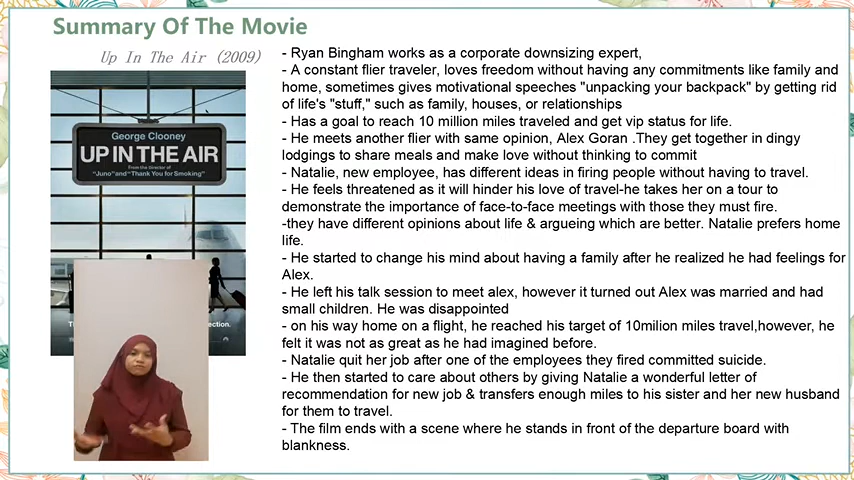 Summary Of The Movie
Up In The Air (2009)
George Clooney
UP IN THE AIR
From the Director of
"Juno" and "Thank You for Smoking"
- Ryan Bingham works as a corporate downsizing expert,
- A constant flier traveler, loves freedom without having any commitments like family and
home, sometimes gives motivational speeches "unpacking your backpack" by getting rid
of life's "stuff," such as family, houses, or relationships
- Has a goal to reach 10 million miles traveled and get vip status for life.
- He meets another flier with same opinion, Alex Goran .They get together in dingy
lodgings to share meals and make love without thinking to commit
- Natalie, new employee, has different ideas in firing people without having to travel.
- He feels threatened as it will hinder his love of travel-he takes her on a tour to
demonstrate the importance of face-to-face meetings with those they must fire.
-they have different opinions about life & argueing which are better. Natalie prefers home
life.
- He started to change his mind about having a family after he realized he had feelings for
Alex.
- He left his talk session to meet alex, however it turned out Alex was married and had
small children. He was disappointed
- on his way home on a flight, he reached his target of 10milion miles travel,however, he
felt it was not as great as he had imagined before.
- Natalie quit her job after one of the employees they fired committed suicide.
- He then started to care about others by giving Natalie a wonderful letter of
recommendation for new job & transfers enough miles to his sister and her new husband
for them to travel.
- The film ends with a scene where he stands in front of the departure board with
blankness.